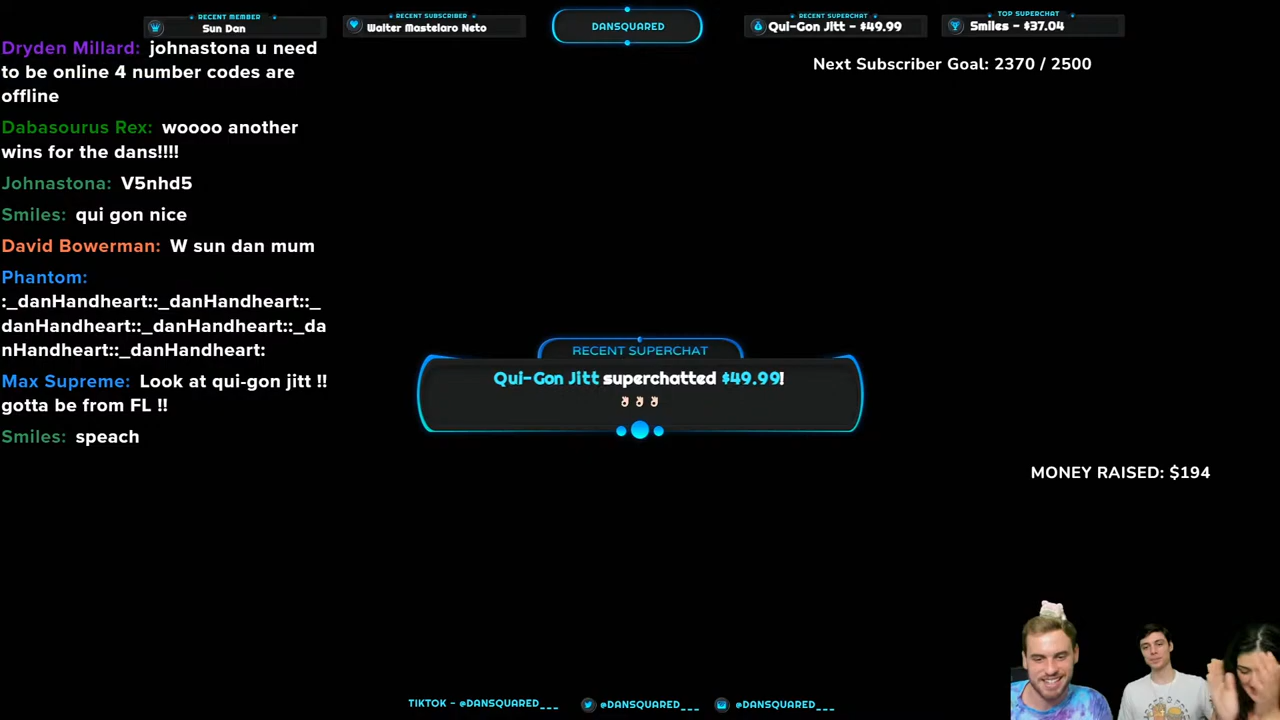 RECENT MEMBER
Sun Dan
RECENT SUBSCRIBER
Walter Mastelaro Neto
DANSQUARED
RECENT SUPERCHAT
Qui-Gon Jitt - $49.99
TOP SUPERCHAT
Smiles - $37.04
Next Subscriber Goal: 2370 / 2500
Dryden Millard: johnastona u need
to be online 4 number codes are
offline
Dabasourus Rex: woooo another
wins for the dans!!!!
Johnastona: V5nhd5
Smiles: qui gon nice
David Bowerman: W sun dan mum
Phantom:
:_danHandheart::_danHandheart::_
danHandheart::_danHandheart::_da
nHandheart::_danHandheart:
Max Supreme: Look at qui-gon jitt !!
gotta be from FL !!
Smiles: speach
RECENT SUPERCHAT
Qui-Gon Jitt superchatted $49.99!
👌🏻👌🏻👌🏻
MONEY RAISED: $194
TIKTOK - @DANSQUARED___
@DANSQUARED___
@DANSQUARED___